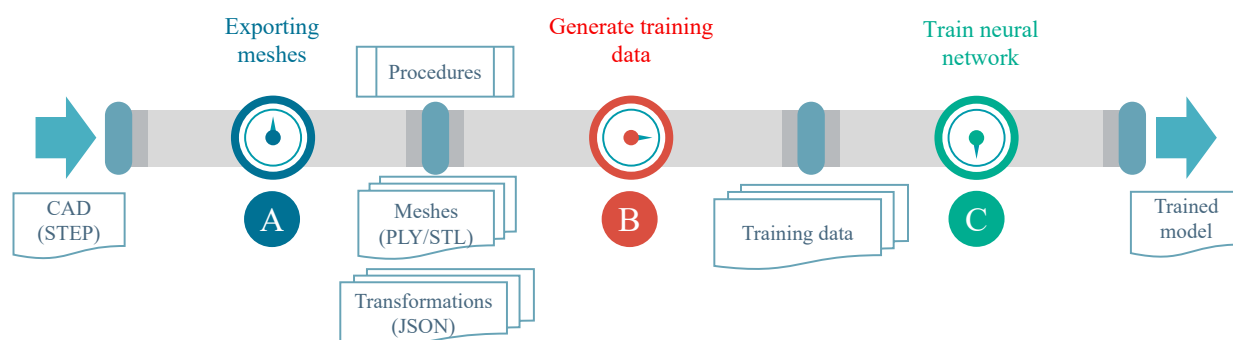 Exporting
meshes
Procedures
Generate training
data
Train neural
network
CAD
(STEP)
A
Meshes
(PLY/STL)
Transformations
(JSON)
B
Training data
C
Trained
model